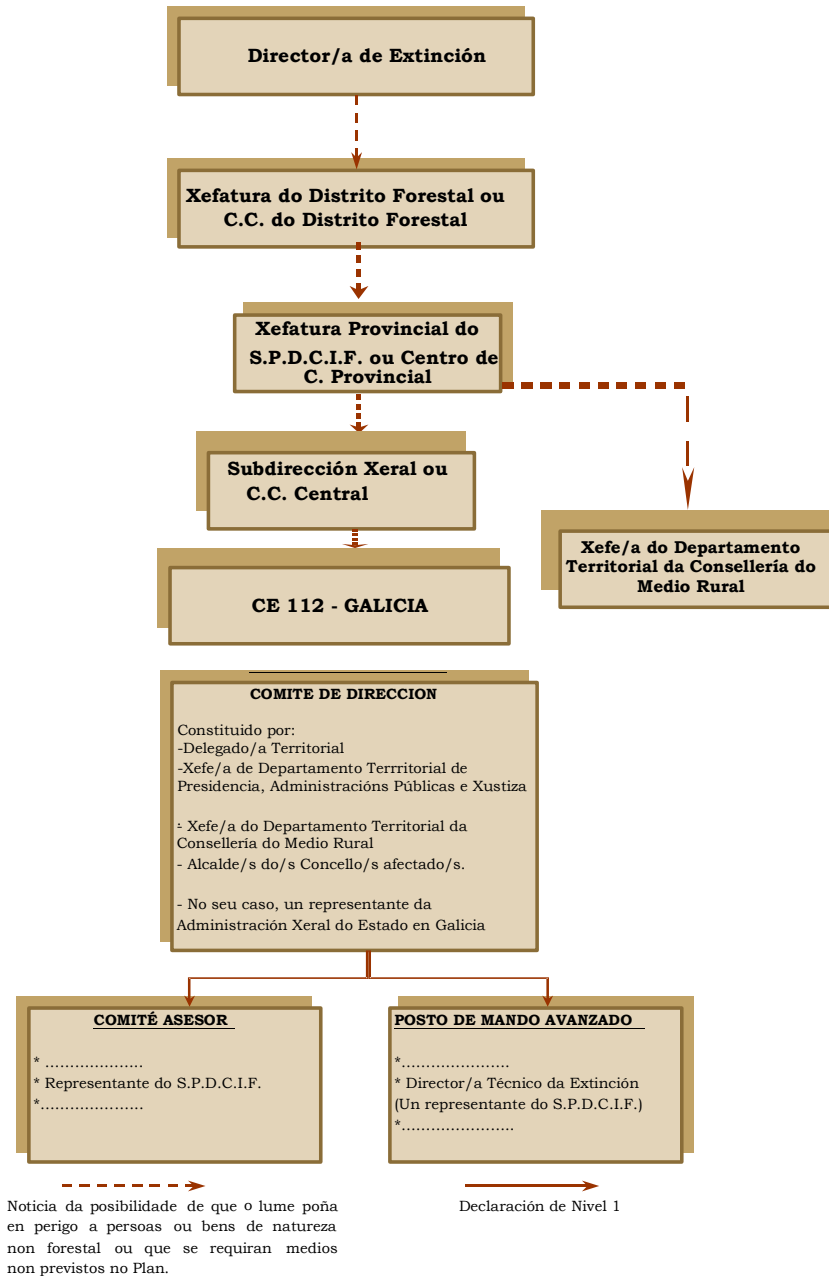 Director/a de Extinción
Xefatura do Distrito Forestal ou
C.C. do Distrito Forestal
Xefatura Provincial do
S.P.D.C.I.F. ou Centro de
C. Provincial
Subdirección Xeral ou
C.C. Central
Xefe/a do Departamento
Territorial da Consellería do
Medio Rural
CE 112 - GALICIA
COMITE DE DIRECCION
Constituido por:
-Delegado/a Territorial
-Xefe/a de Departamento Terrritorial de
Presidencia, Administracións Públicas e Xustiza
- Xefe/a do Departamento Territorial da
Consellería do Medio Rural
- Alcalde/s do/s Concello/s afectado/s.
- No seu caso, un representante da
Administración Xeral do Estado en Galicia
COMITÉ ASESOR
* ....................
* Representante do S.P.D.C.I.F.
*.....................
POSTO DE MANDO AVANZADO
*......................
* Director/a Técnico da Extinción
(Un representante do S.P.D.C.I.F.)
*.......................
Noticia da posibilidade de que o lume poña
en perigo a persoas ou bens de natureza
non forestal ou que se requiran medios
non previstos no Plan.
Declaración de Nivel 1